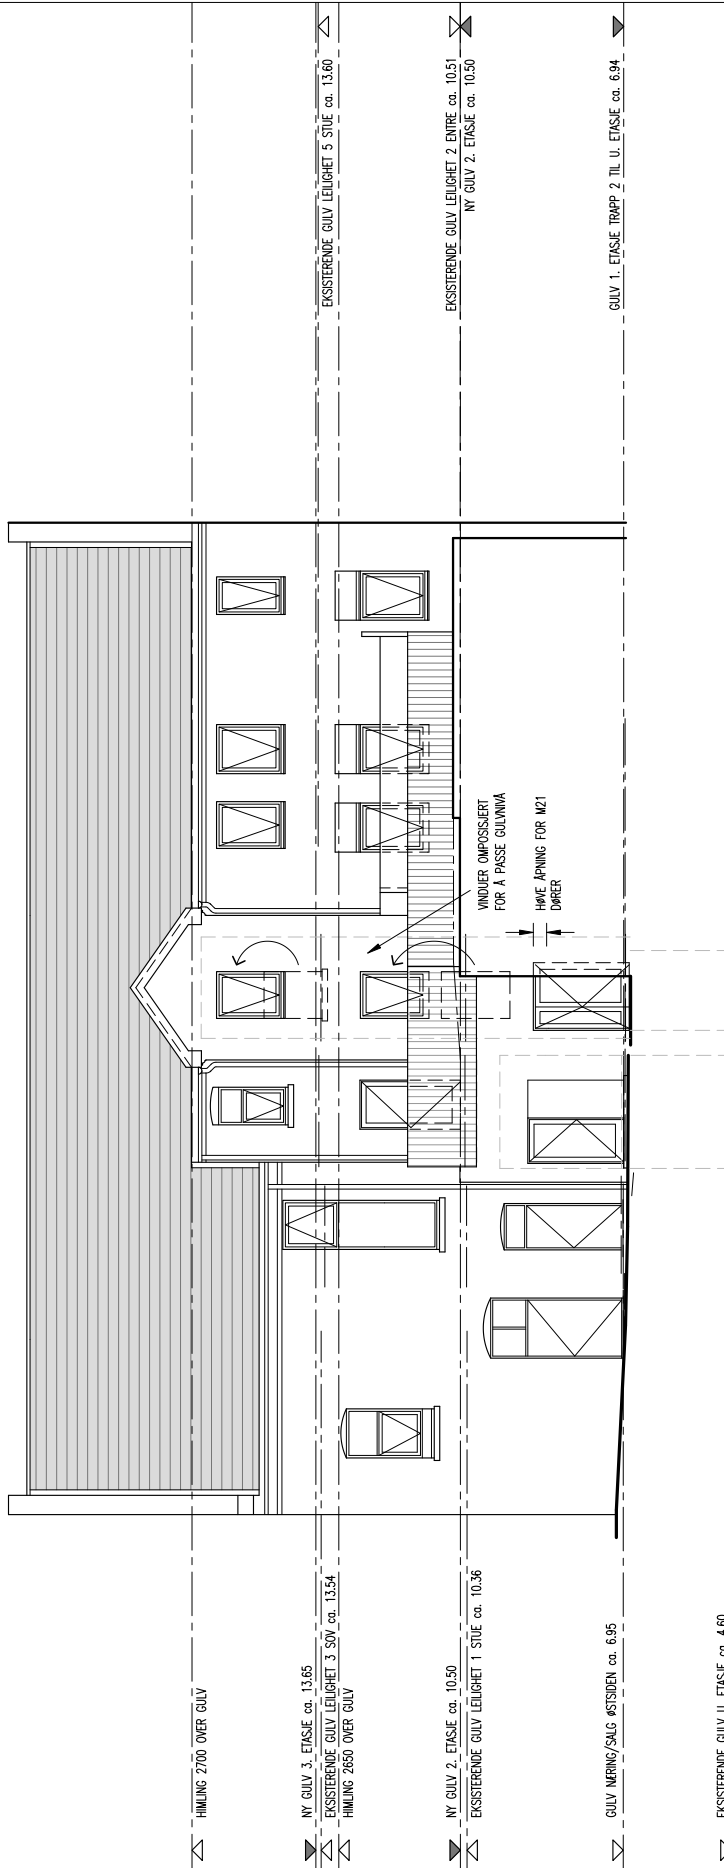 EKSISTERENDE GULV LEILIGHET 5 STUE ca. 13.60
EKSISTERENDE GULV LEILIGHET 2 ENTRE ca. 10.51
NY GULV 2. ETASJE ca. 10.50
GULV 1. ETASJE TRAPP 2 TIL U. ETASJE ca. 6.94
VINDUER OMPOSISJERT
FOR Å PASSE GULVNIVÅ
HØVE ÅPNING FOR M21
DØRER
HIMLING 2700 OVER GULV
NY GULV 3. ETASJE ca. 13.65
EKSISTERENDE GULV LEILIGHET 3 SOV ca. 13.54
HIMLING 2650 OVER GULV
NY GULV 2. ETASJE ca. 10.50
EKSISTERENDE GULV LEILIGHET 1 STUE ca. 10.36
GULV NÆRING/SALG ØSTSIDEN ca. 6.95
EKSISTERENDE GULV U. ETASJE ca. 4.60